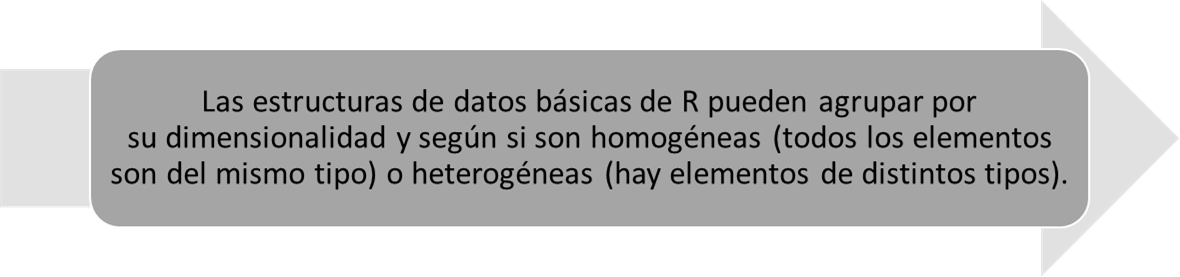 Las estructuras de datos básicas de R pueden agrupar por
su dimensionalidad y según si son homogéneas (todos los elementos
son del mismo tipo) o heterogéneas (hay elementos de distintos tipos).